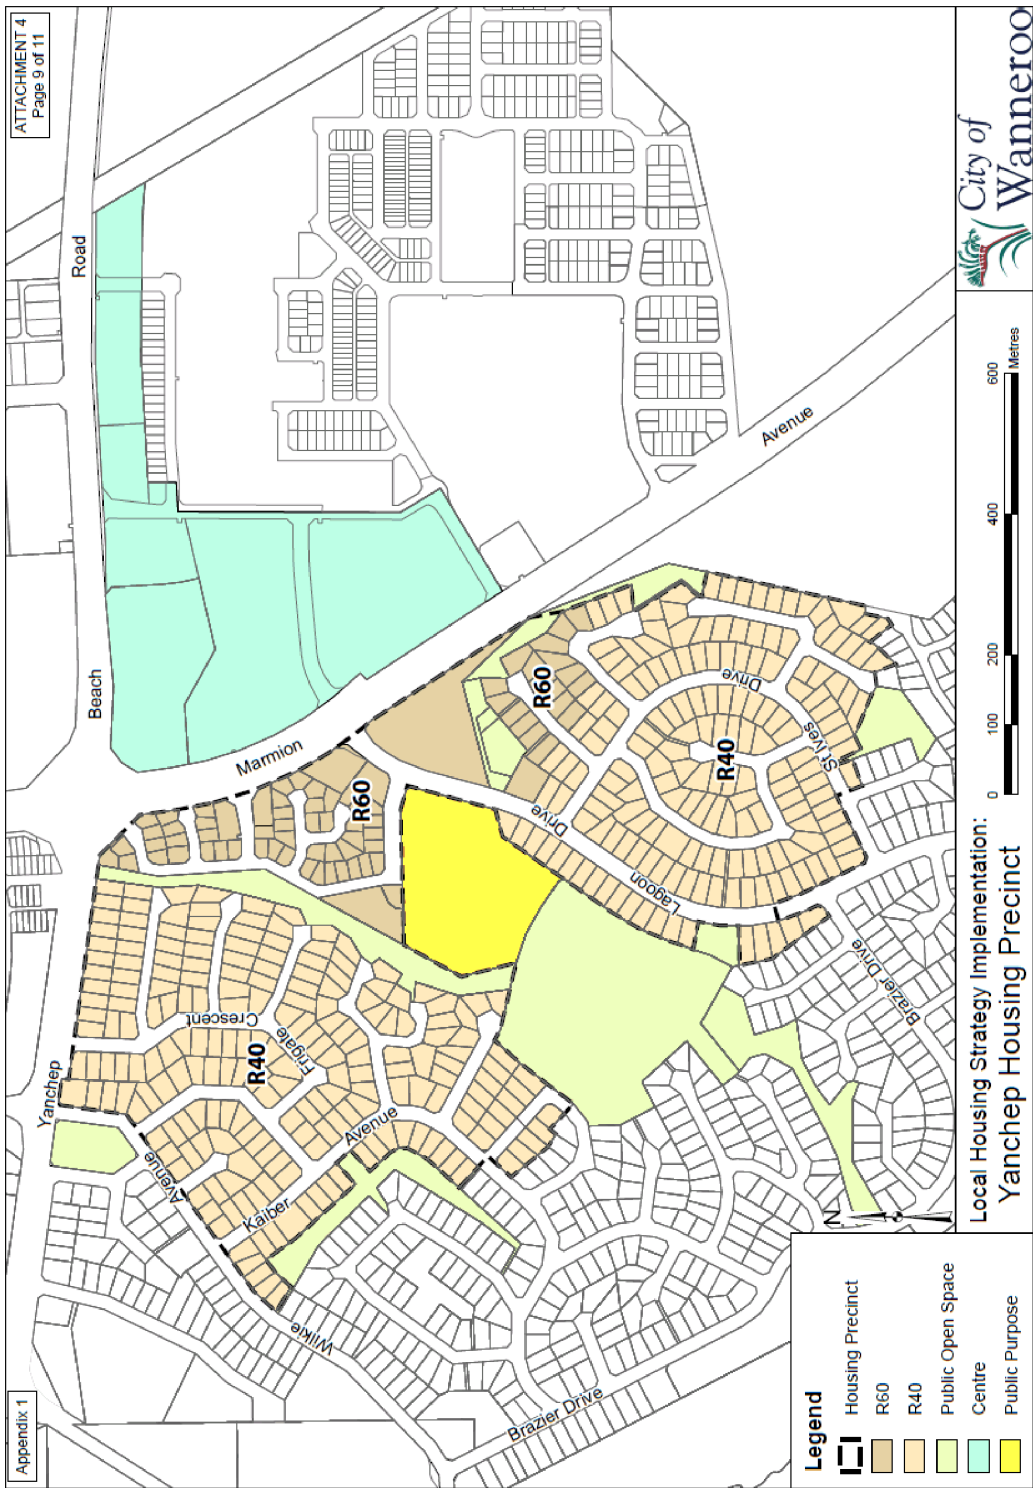 Appendix 1
ATTACHMENT 4
Page 9 of 11
Yanchep
Beach
Road
Marmion
Avenue
Wilkie
Avenue
Kaiber
Avenue
Frigate
Crescent
R40
R60
R60
R40
Lagoon
Drive
St Ives
Drive
Brazier Drive
Brazier Drive
N
Legend
Housing Precinct
R60
R40
Public Open Space
Centre
Public Purpose
Local Housing Strategy Implementation:
Yanchep Housing Precinct
0 100 200 400 600
Metres
City of
Wanneroo